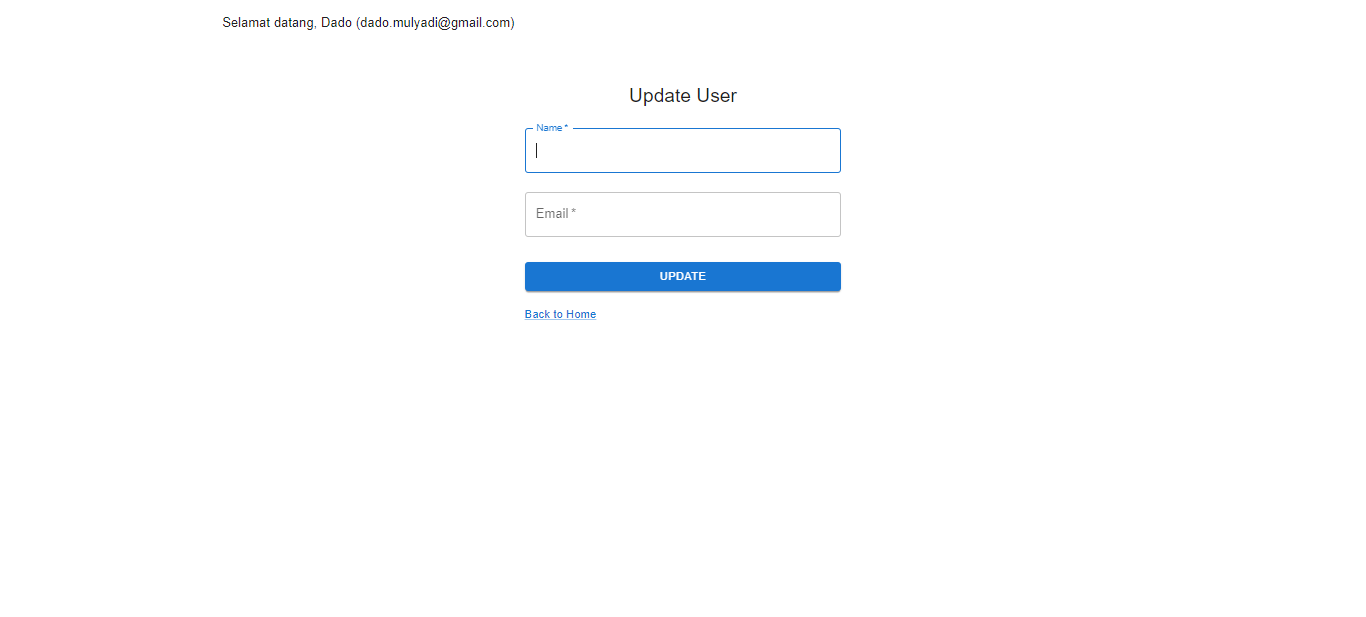 Selamat datang, Dado (dado.mulyadi@gmail.com)
Update User
Name *
Email *
UPDATE
Back to Home